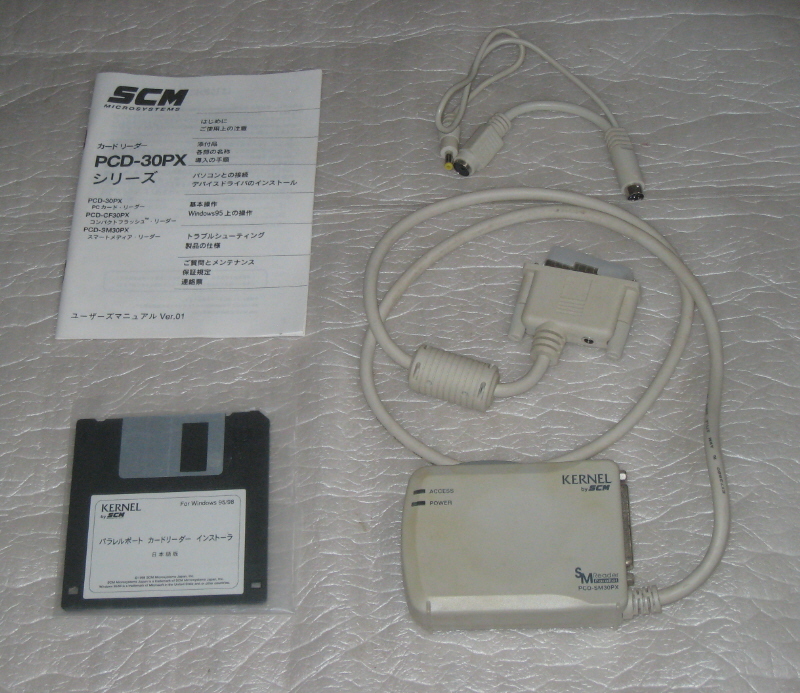 SCM
MICROSYSTEMS
カードリーダー
PCD-30PX
シリーズ
PCD-30PX
PCカード・リーダー
PCD-CF30PX
コンパクトフラッシュ™・リーダー
PCD-SM30PX
スマートメディア・リーダー
はじめに
ご使用上の注意
添付品
各部の名称
導入の手順
パソコンとの接続
デバイスドライバのインストール
基本操作
Windows95 上の操作
トラブルシューティング
製品の仕様
ご質問とメンテナンス
保証規定
連絡票
ユーザーズマニュアル Ver.01
KERNEL
by SCM
For Windows 95/98
パラレルポート カードリーダー インストーラ
日本語版
KERNEL
by SCM
ACCESS
POWER
SM
PCD-SM30PX